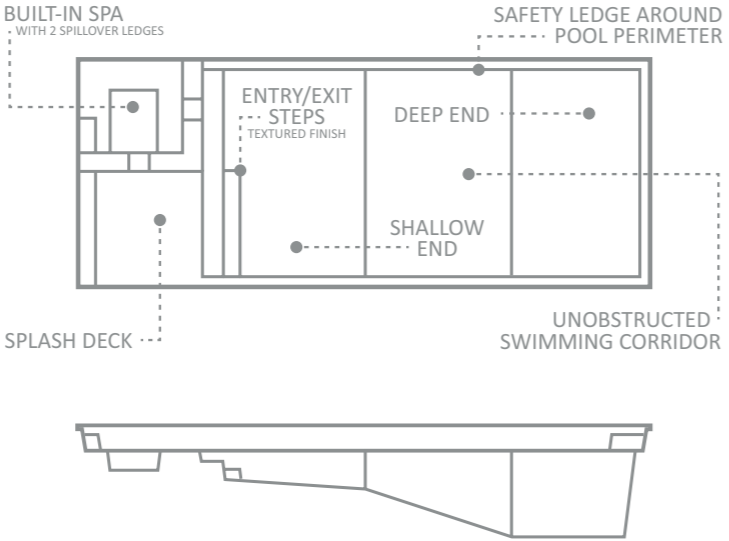 BUILT-IN SPA
WITH 2 SPILLOVER LEDGES
SAFETY LEDGE AROUND
POOL PERIMETER
ENTRY/EXIT
STEPS
TEXTURED FINISH
DEEP END
SHALLOW
END
SPLASH DECK
UNOBSTRUCTED
SWIMMING CORRIDOR